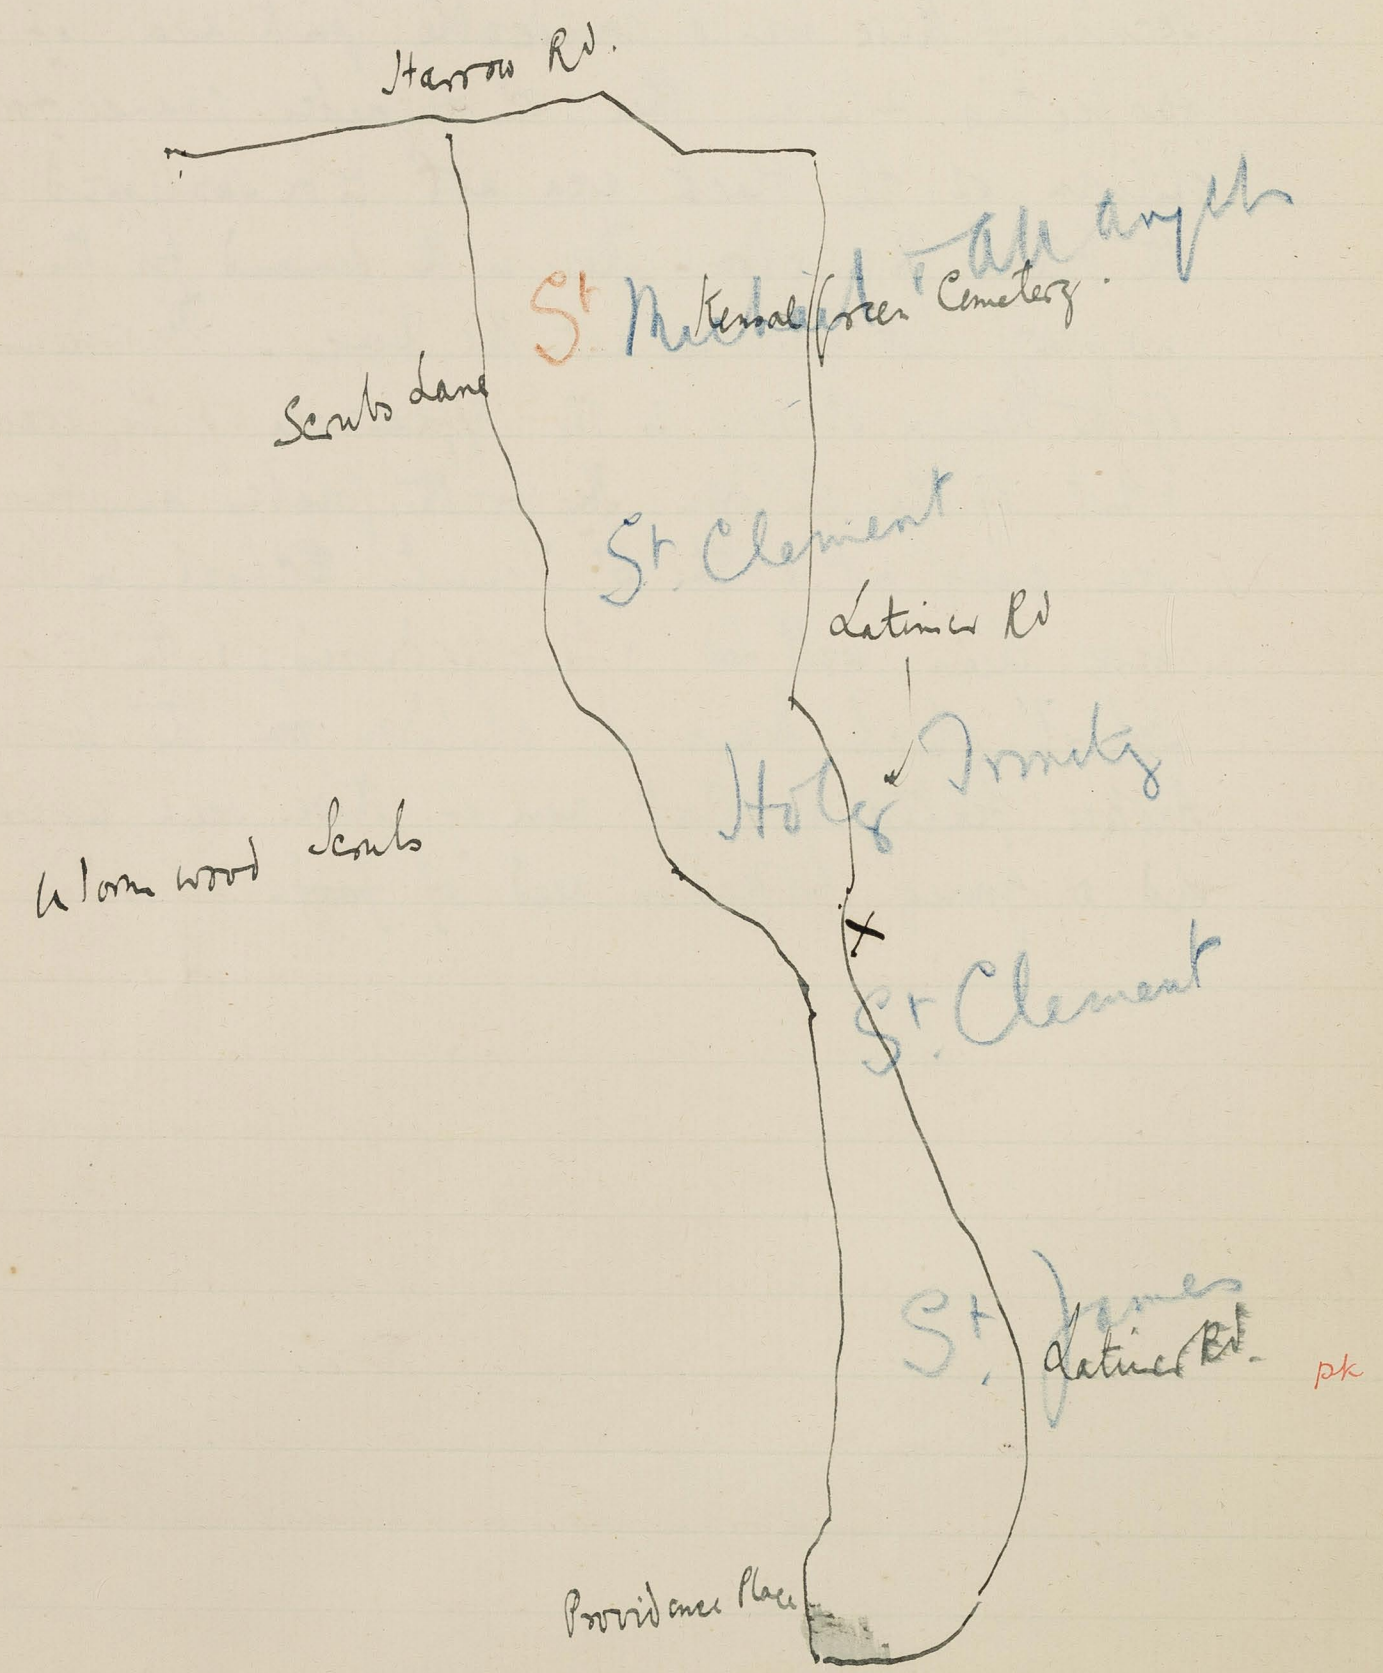 Harrow Rd.
St Michael & All Angels
Kensal Green Cemetery.
Scrubs Lane
St. Clement
Latimer Rd
Holy Trinity
Wormwood Scrubs
X
St. Clement
St. James
Latimer Rd.
pk
Providence Place